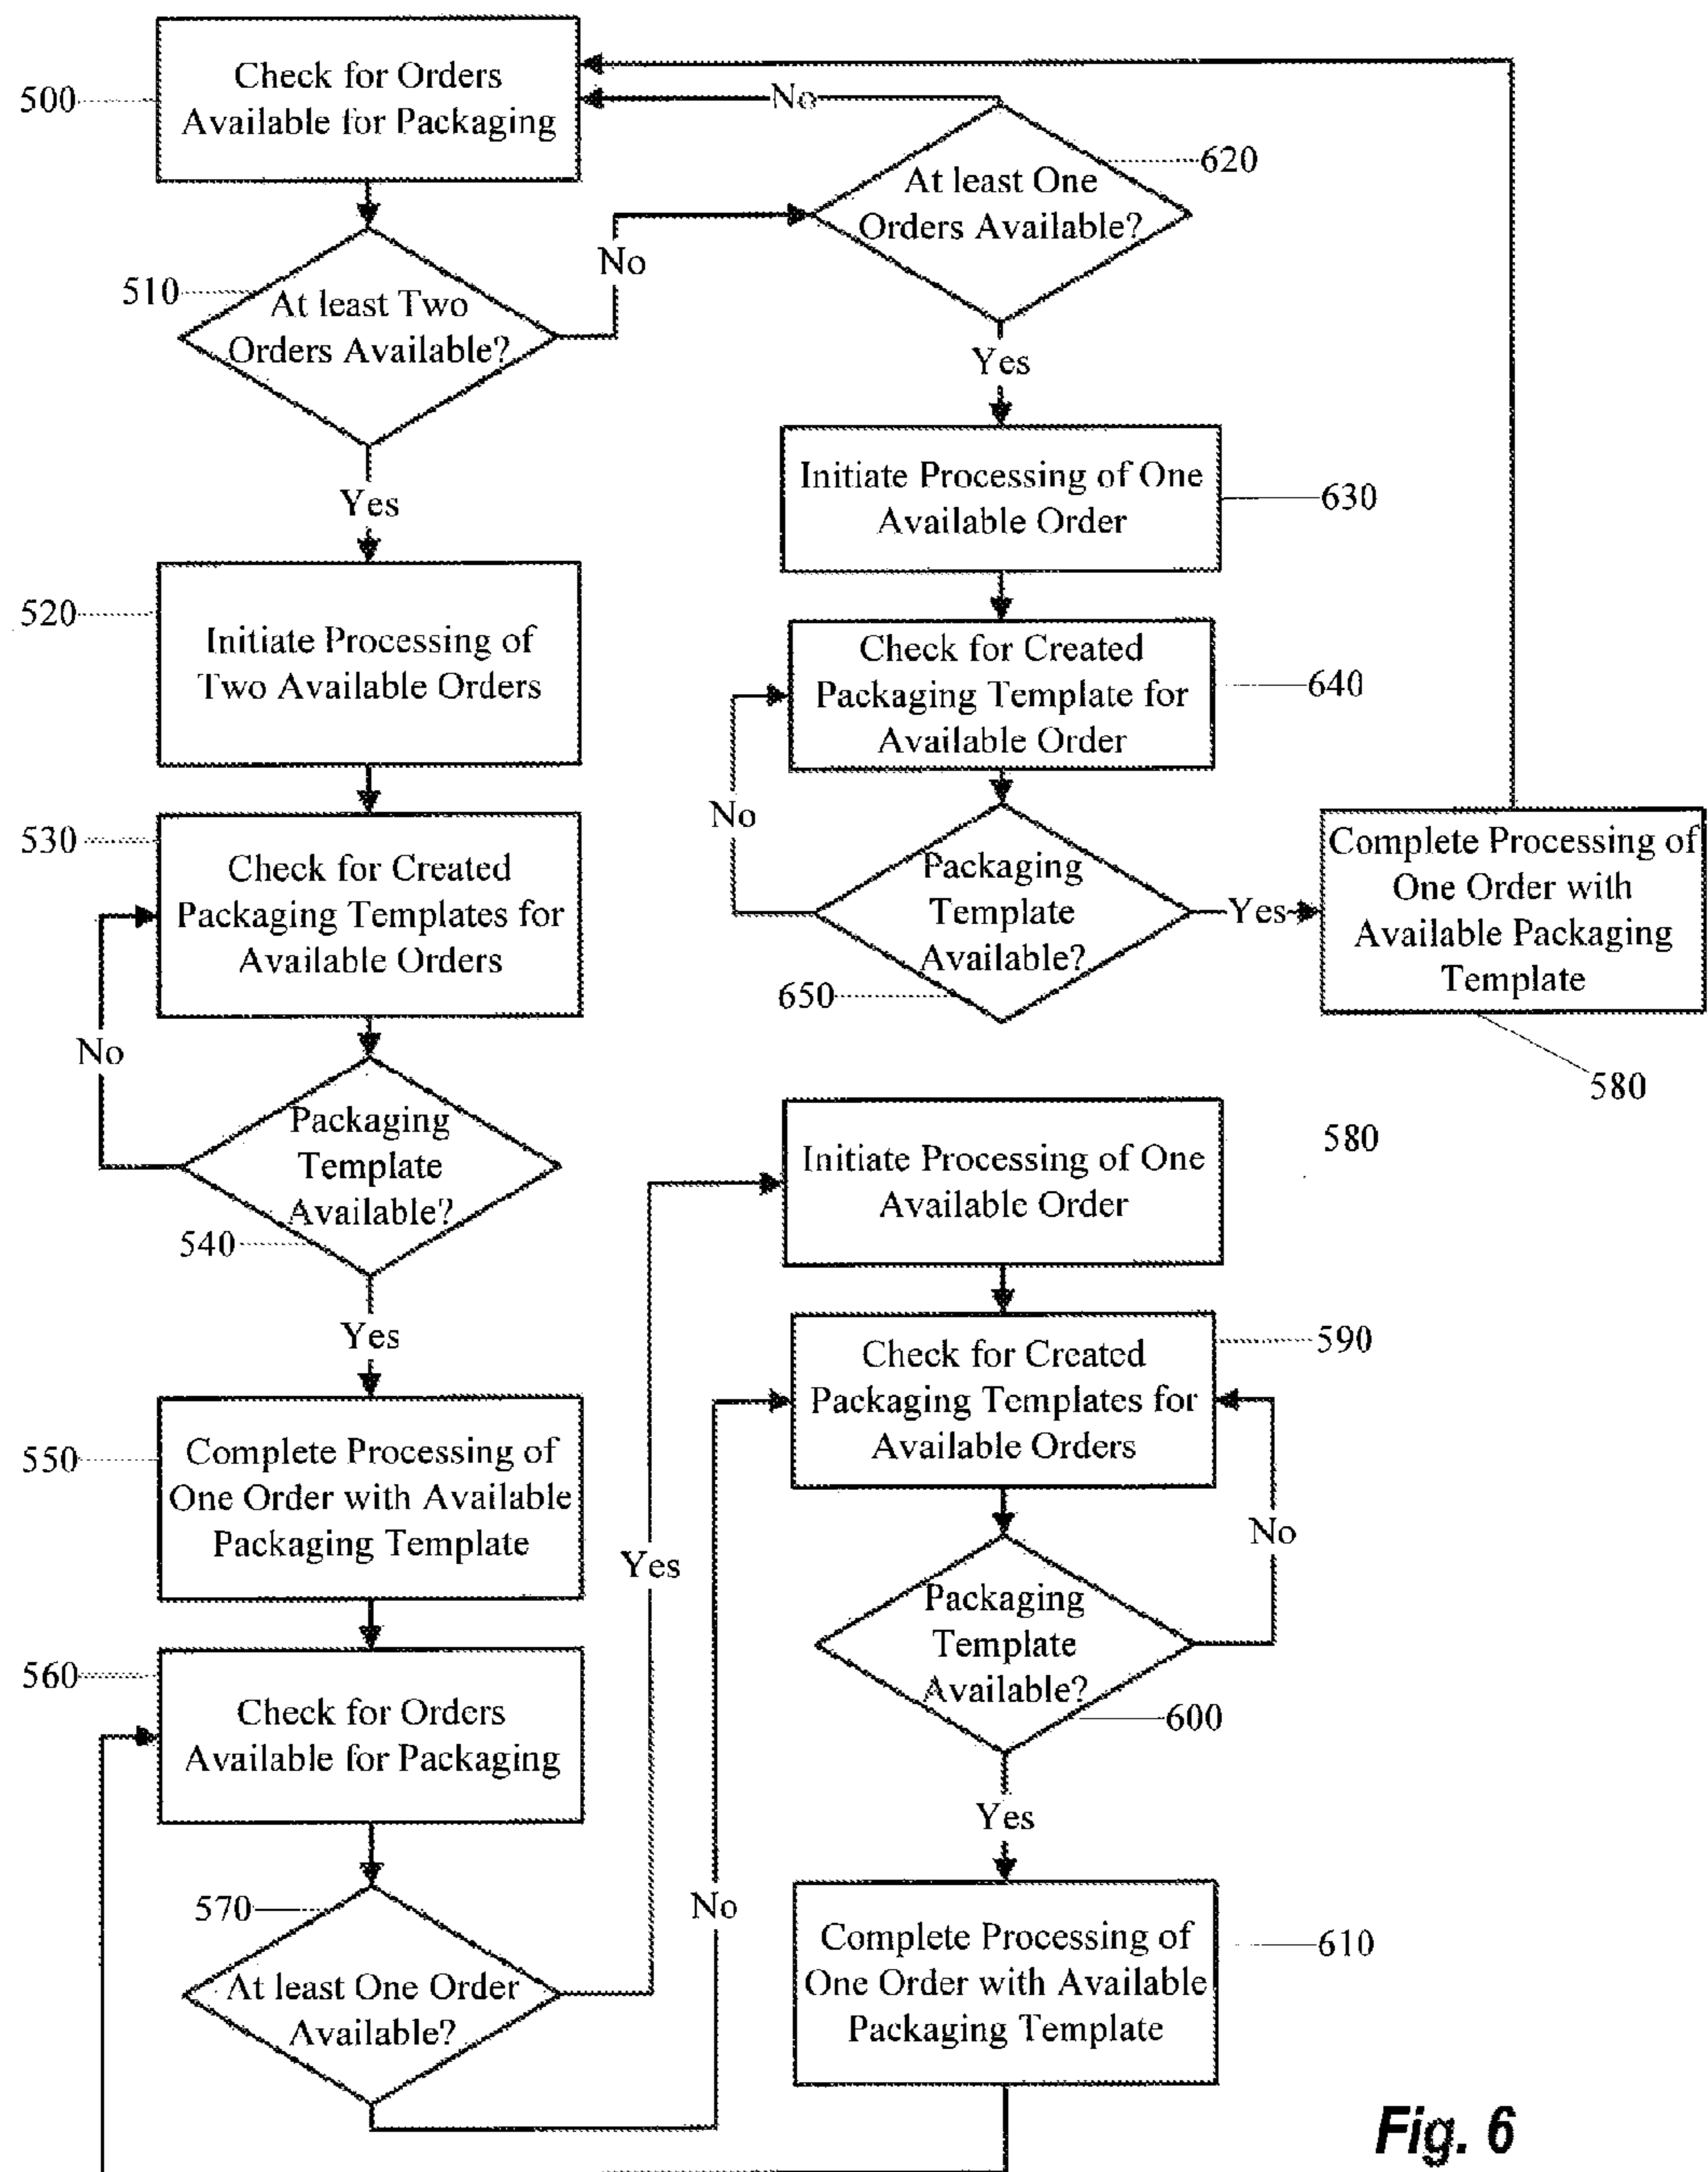 500
Check for Orders
Available for Packaging
No
620
At least One
Orders Available?
510
At least Two
Orders Available?
No
Yes
Yes
Initiate Processing of One
Available Order
630
520
Initiate Processing of
Two Available Orders
Check for Created
Packaging Template for
Available Order
640
No
530
Check for Created
Packaging Templates for
Available Orders
Packaging
Template
Available?
650
Yes
Complete Processing of
One Order with
Available Packaging
Template
580
No
Packaging
Template
Available?
540
Initiate Processing of One
Available Order
580
Yes
Check for Created
Packaging Templates for
Available Orders
590
550
Complete Processing of
One Order with Available
Packaging Template
Yes
No
Packaging
Template
Available?
600
560
Check for Orders
Available for Packaging
Yes
570
At least One Order
Available?
No
Complete Processing of
One Order with Available
Packaging Template
610
Fig. 6